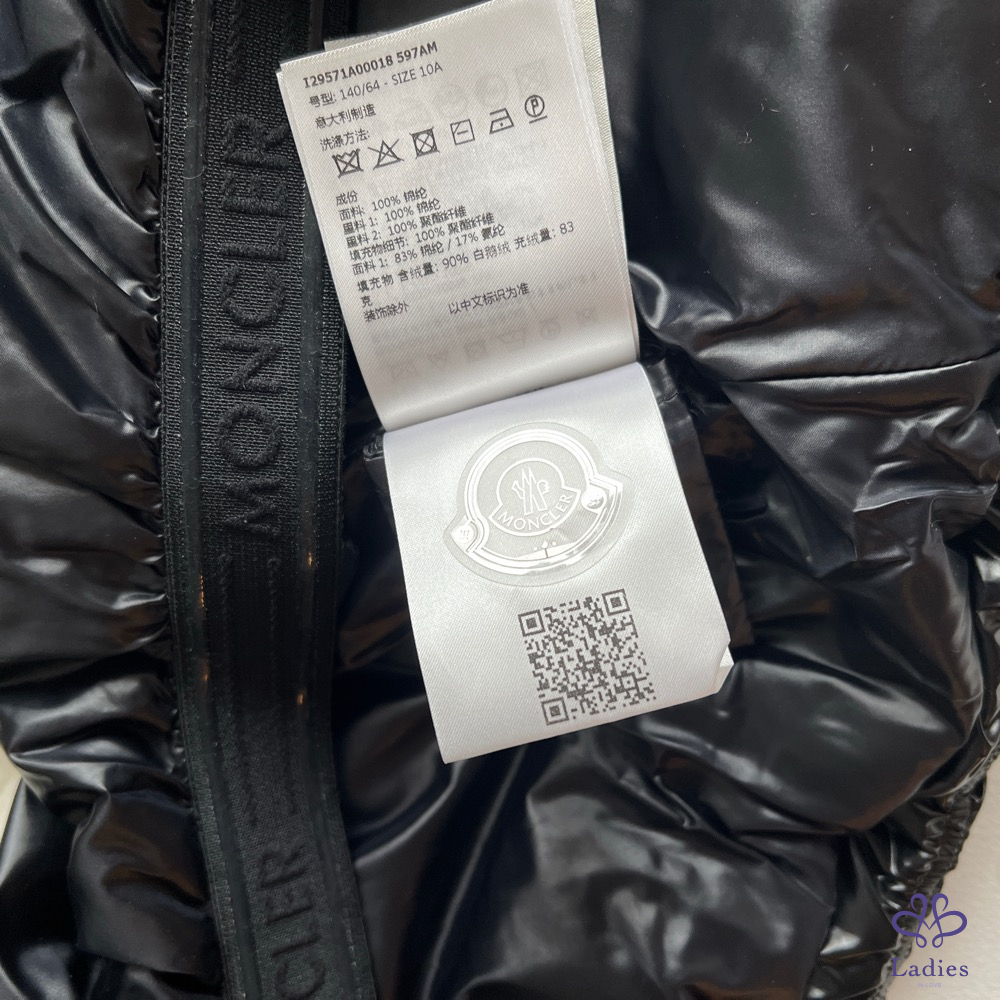 I29571A00018 597AM
号型: 140/64 - SIZE 10A
意大利制造
洗涤方法:
成份
面料: 100% 锦纶
里料 1: 100% 锦纶
里料 2: 100% 聚酯纤维
填充物细节: 100% 聚酯纤维
面料 1: 83% 锦纶 / 17% 氨纶
填充物 含绒量: 90% 白鹅绒 充绒量: 83
克
装饰除外 以中文标识为准
MONCLER
MONCLER
CLER
Ladies
IN LOVE